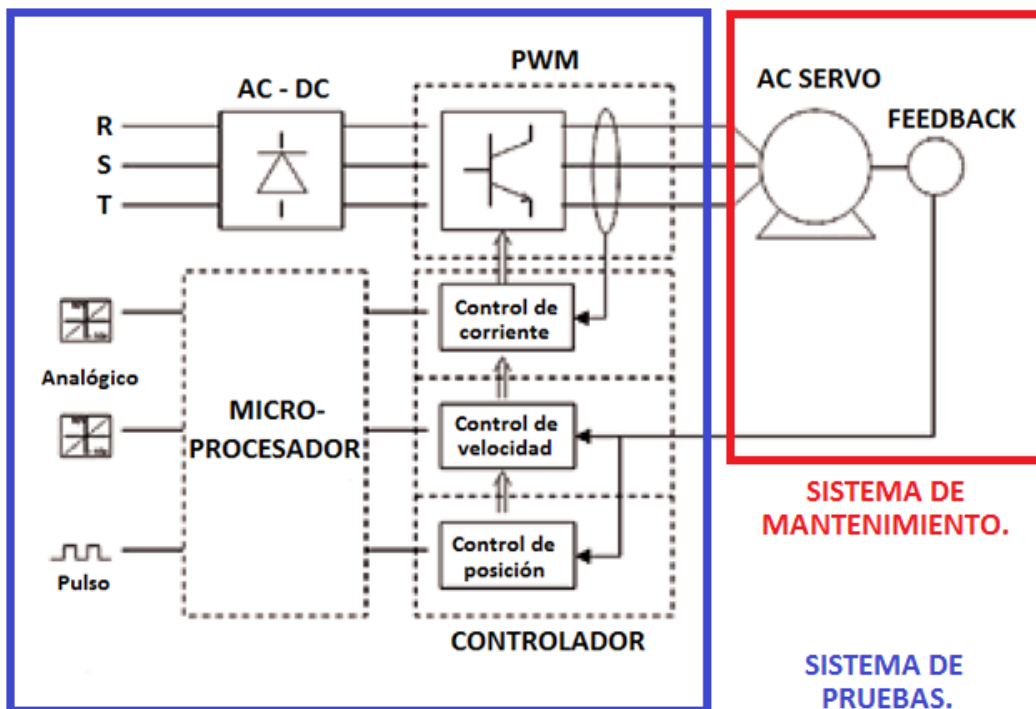 PWM
AC - DC
AC SERVO
FEEDBACK
R
S
T
Control de
corriente
Analógico
MICRO-
PROCESADOR
Control de
velocidad
SISTEMA DE
MANTENIMIENTO.
Control de
posición
Pulso
CONTROLADOR
SISTEMA DE
PRUEBAS.